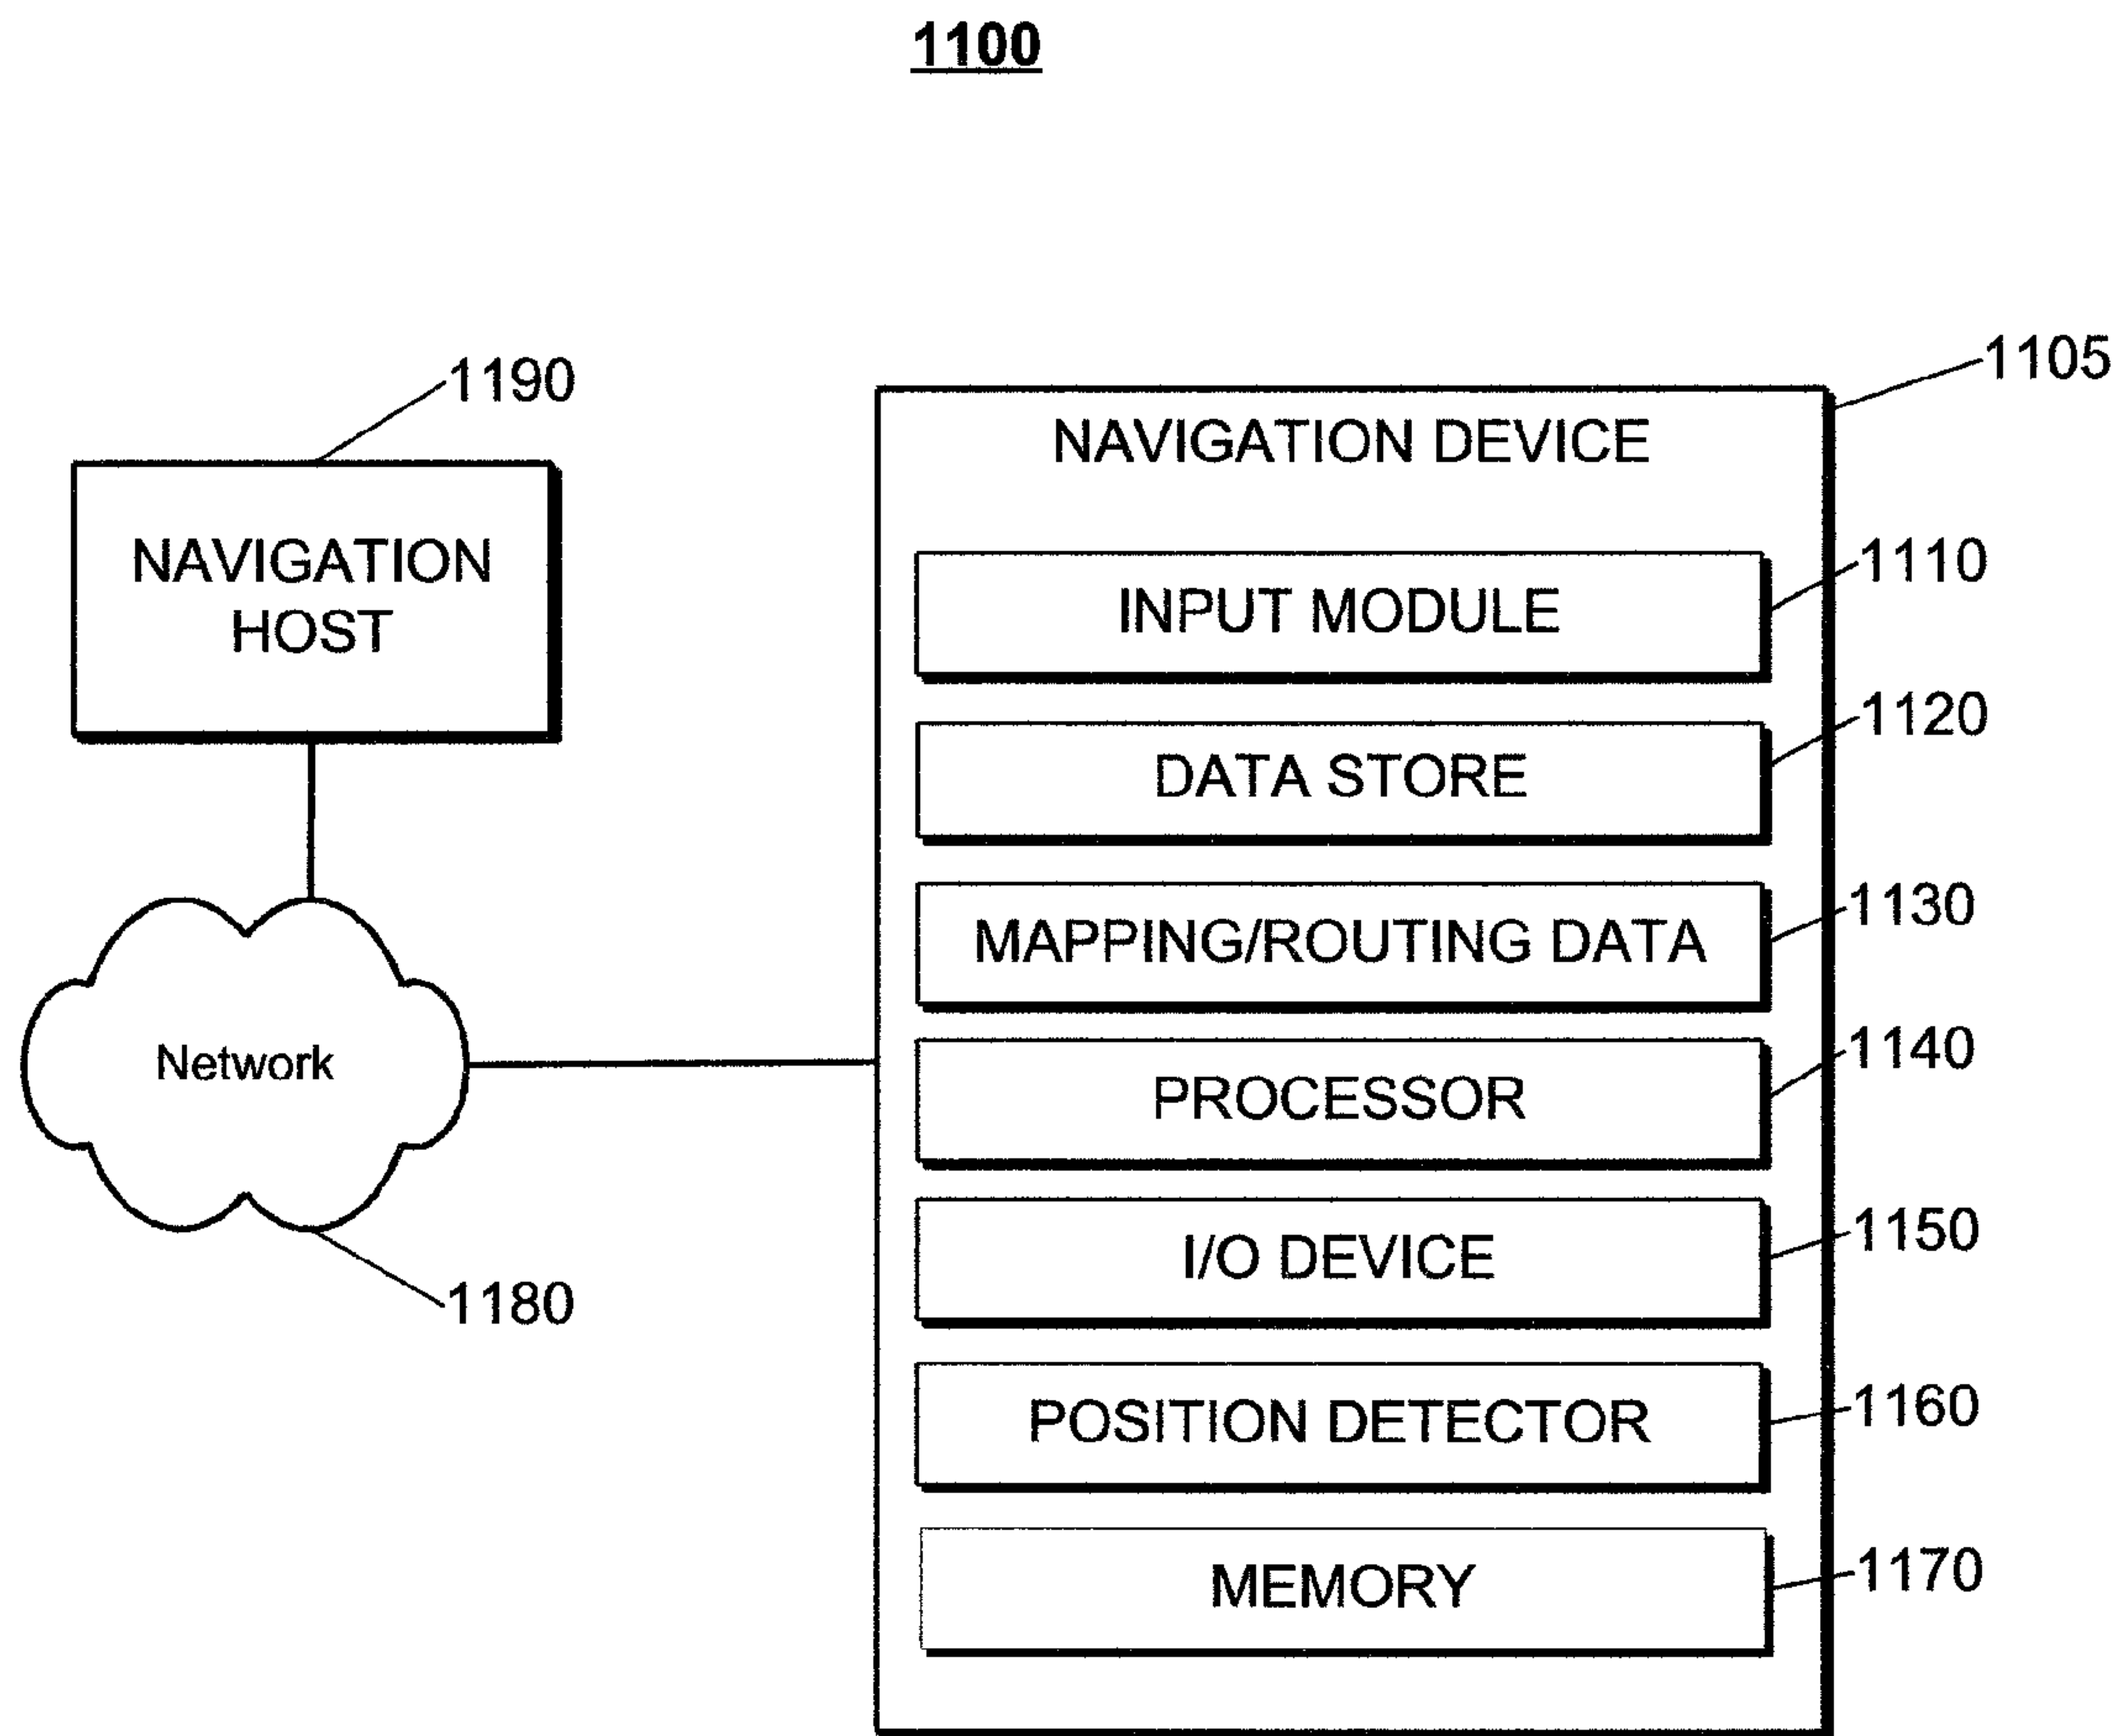 1100
1190
1105
NAVIGATION DEVICE
NAVIGATION
HOST
INPUT MODULE
1110
DATA STORE
1120
MAPPING/ROUTING DATA
1130
Network
PROCESSOR
1140
I/O DEVICE
1150
1180
POSITION DETECTOR
1160
MEMORY
1170